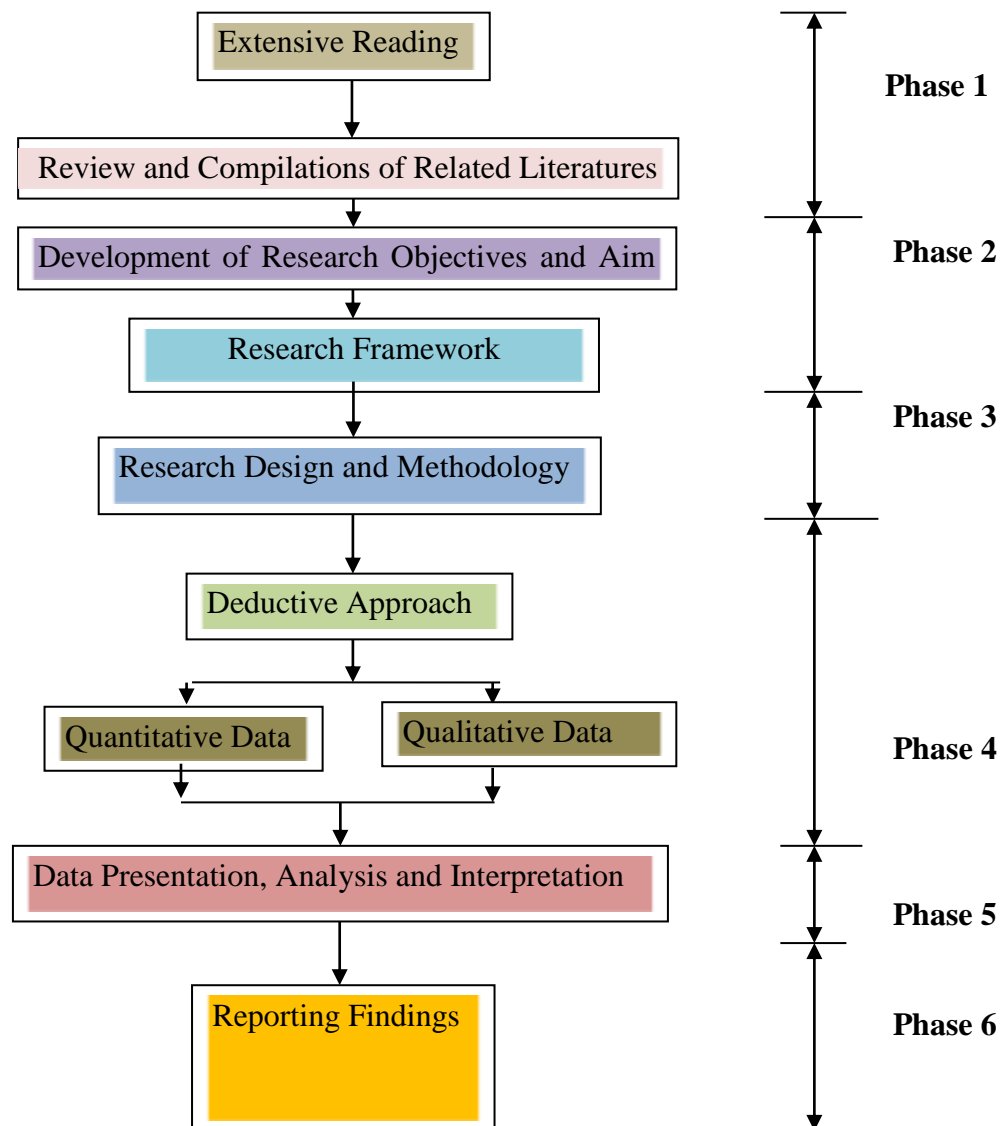 Extensive Reading
Phase 1
Review and Compilations of Related Literatures
Development of Research Objectives and Aim
Phase 2
Research Framework
Phase 3
Research Design and Methodology
Deductive Approach
Quantitative Data
Qualitative Data
Phase 4
Data Presentation, Analysis and Interpretation
Phase 5
Reporting Findings
Phase 6